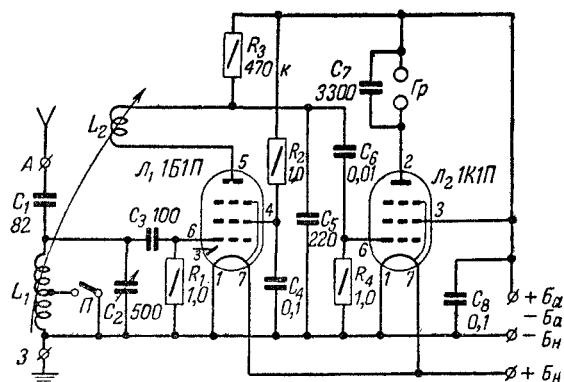 R₃
470 к
C₇
3300
Гр
L₂
Л₁ 1Б1П
5
R₂
1,0
C₆
0,01
2
Л₂ 1К1П
А
C₁
82
C₃ 100
4
3
6
3
C₅
220
6
L₁
П
C₂
500
R₁
1,0
1
7
C₄
0,1
R₄
1,0
1
7
C₈
0,1
+ Ба
− Ба
− Бн
З
+ Бн